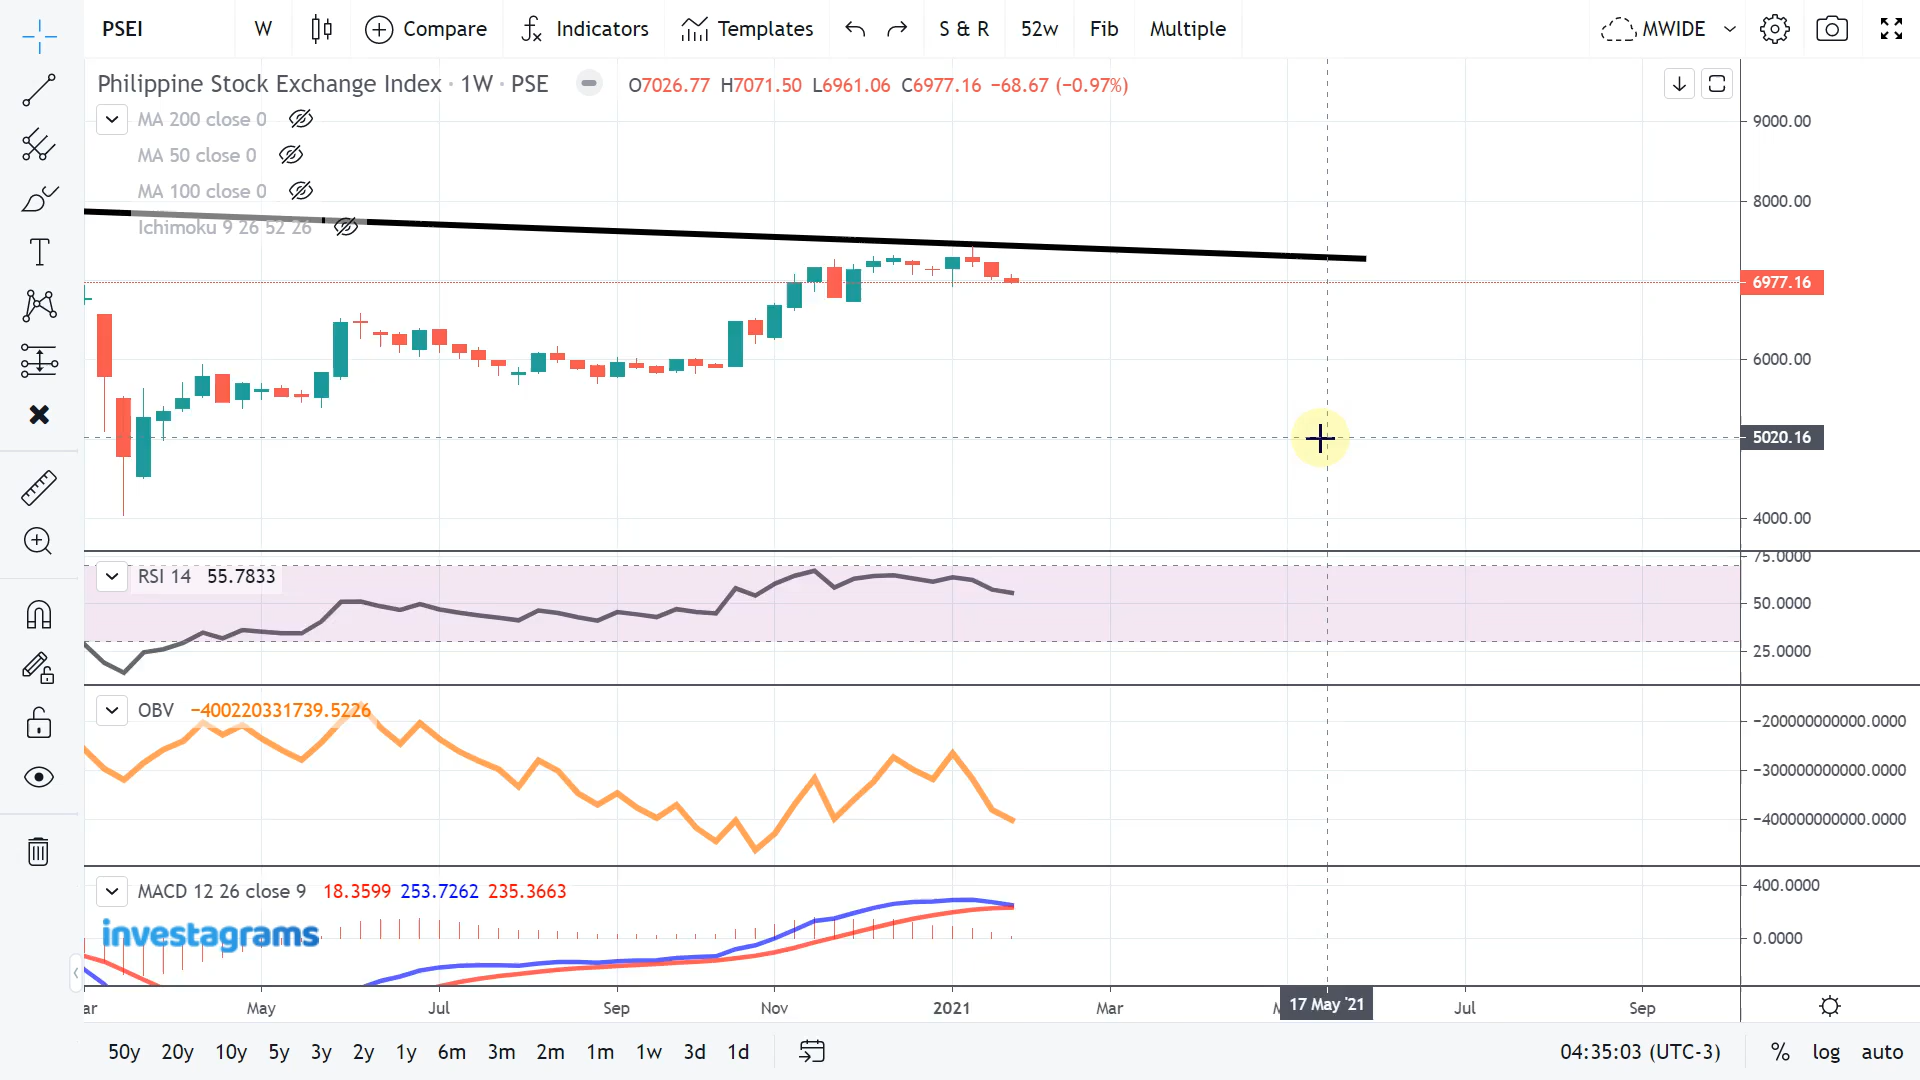 PSEI W Compare Indicators Templates S & R 52w Fib Multiple MWIDE
Philippine Stock Exchange Index · 1W · PSE O7026.77 H7071.50 L6961.06 C6977.16 −68.67 (−0.97%)
MA 200 close 0
MA 50 close 0
MA 100 close 0
Ichimoku 9 26 52 26
9000.00
8000.00
6977.16
6000.00
5020.16
4000.00
RSI 14 55.7833
75.0000
50.0000
25.0000
OBV −400220331739.5226
−200000000000.0000
−300000000000.0000
−400000000000.0000
MACD 12 26 close 9 18.3599 253.7262 235.3663
400.0000
0.0000
investagrams
ar May Jul Sep Nov 2021 Mar 17 May '21 Jul Sep
50y 20y 10y 5y 3y 2y 1y 6m 3m 2m 1m 1w 3d 1d 04:35:03 (UTC-3) % log auto